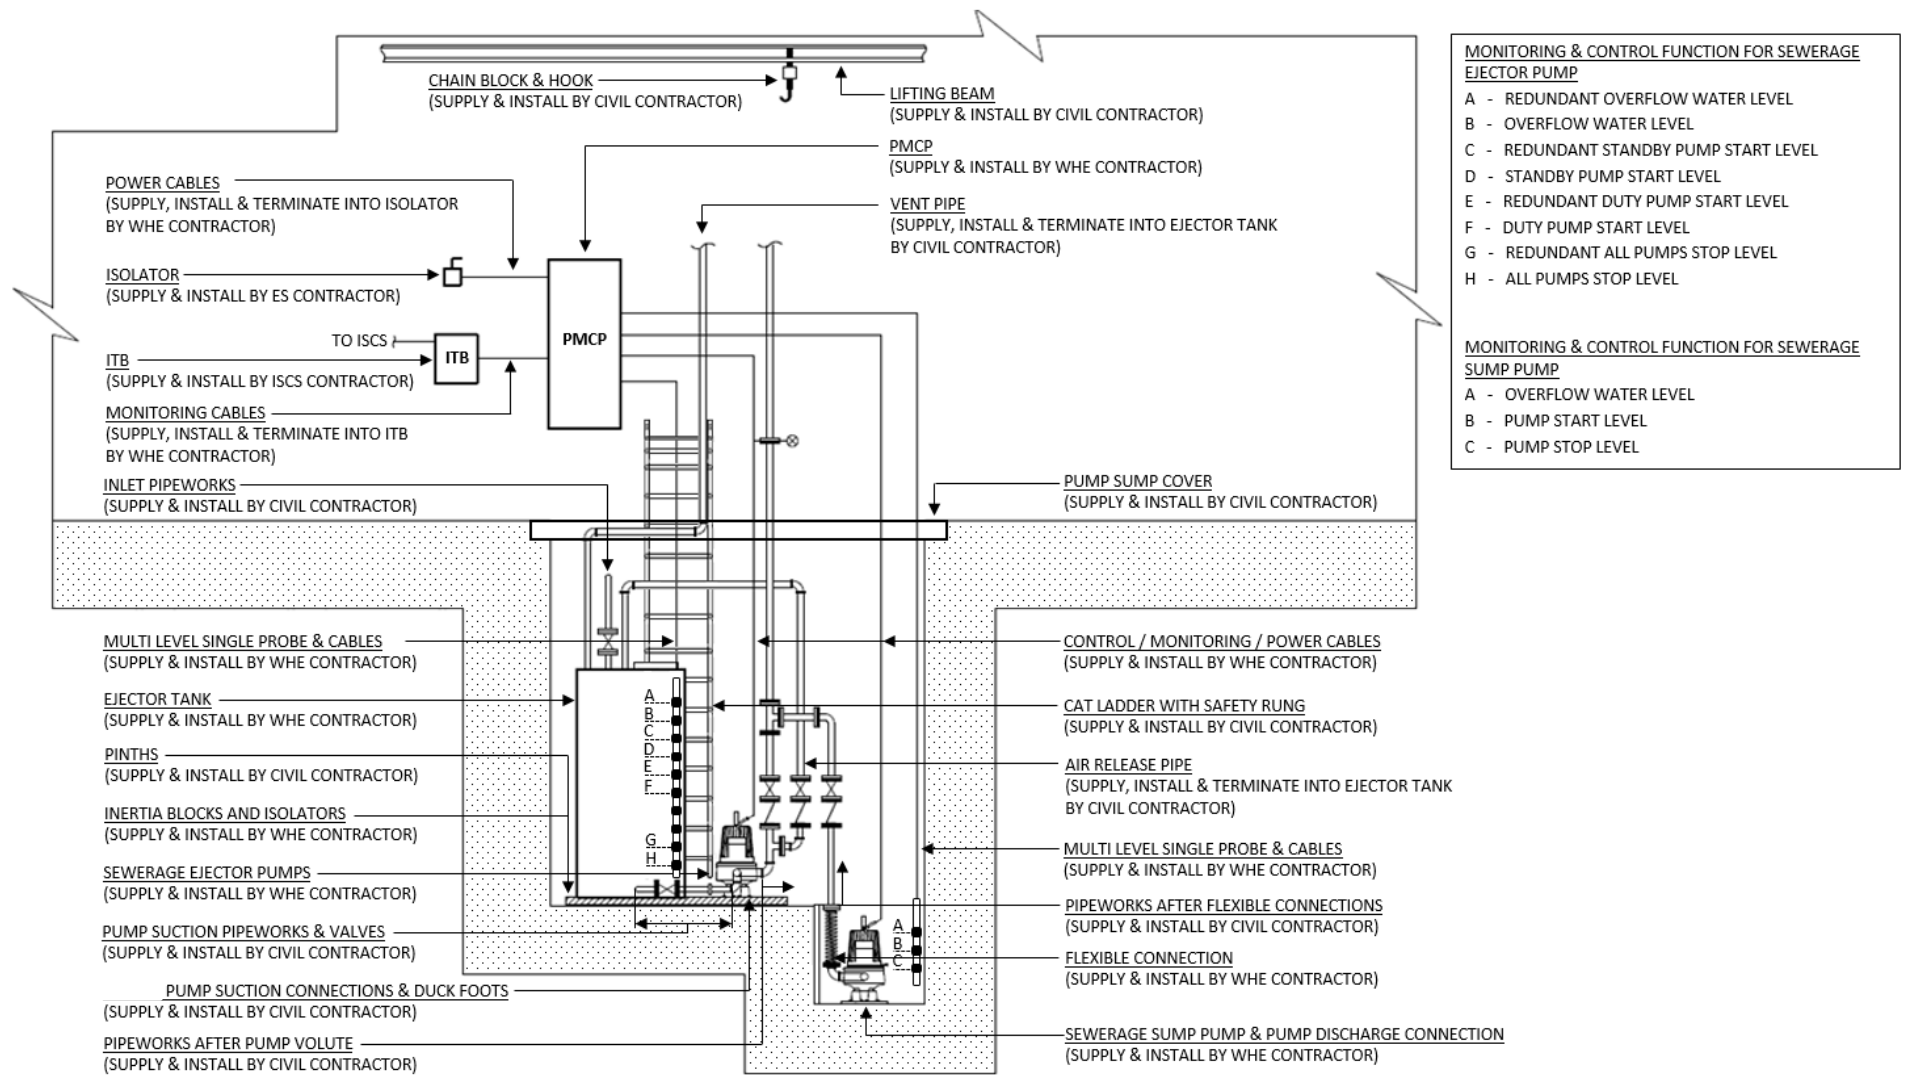 CHAIN BLOCK & HOOK
(SUPPLY & INSTALL BY CIVIL CONTRACTOR)
LIFTING BEAM
(SUPPLY & INSTALL BY CIVIL CONTRACTOR)
PMCP
(SUPPLY & INSTALL BY WHE CONTRACTOR)
POWER CABLES
(SUPPLY, INSTALL & TERMINATE INTO ISOLATOR
BY WHE CONTRACTOR)
VENT PIPE
(SUPPLY, INSTALL & TERMINATE INTO EJECTOR TANK
BY CIVIL CONTRACTOR)
ISOLATOR
(SUPPLY & INSTALL BY ES CONTRACTOR)
TO ISCS
ITB
PMCP
ITB
(SUPPLY & INSTALL BY ISCS CONTRACTOR)
MONITORING CABLES
(SUPPLY, INSTALL & TERMINATE INTO ITB
BY WHE CONTRACTOR)
INLET PIPEWORKS
(SUPPLY & INSTALL BY CIVIL CONTRACTOR)
PUMP SUMP COVER
(SUPPLY & INSTALL BY CIVIL CONTRACTOR)
MULTI LEVEL SINGLE PROBE & CABLES
(SUPPLY & INSTALL BY WHE CONTRACTOR)
EJECTOR TANK
(SUPPLY & INSTALL BY WHE CONTRACTOR)
PINTHS
(SUPPLY & INSTALL BY CIVIL CONTRACTOR)
INERTIA BLOCKS AND ISOLATORS
(SUPPLY & INSTALL BY WHE CONTRACTOR)
SEWERAGE EJECTOR PUMPS
(SUPPLY & INSTALL BY WHE CONTRACTOR)
PUMP SUCTION PIPEWORKS & VALVES
(SUPPLY & INSTALL BY CIVIL CONTRACTOR)
PUMP SUCTION CONNECTIONS & DUCK FOOTS
(SUPPLY & INSTALL BY CIVIL CONTRACTOR)
PIPEWORKS AFTER PUMP VOLUTE
(SUPPLY & INSTALL BY CIVIL CONTRACTOR)
A
B
C
D
E
F
G
H
A
B
C
CONTROL / MONITORING / POWER CABLES
(SUPPLY & INSTALL BY WHE CONTRACTOR)
CAT LADDER WITH SAFETY RUNG
(SUPPLY & INSTALL BY CIVIL CONTRACTOR)
AIR RELEASE PIPE
(SUPPLY, INSTALL & TERMINATE INTO EJECTOR TANK
BY CIVIL CONTRACTOR)
MULTI LEVEL SINGLE PROBE & CABLES
(SUPPLY & INSTALL BY WHE CONTRACTOR)
PIPEWORKS AFTER FLEXIBLE CONNECTIONS
(SUPPLY & INSTALL BY CIVIL CONTRACTOR)
FLEXIBLE CONNECTION
(SUPPLY & INSTALL BY WHE CONTRACTOR)
SEWERAGE SUMP PUMP & PUMP DISCHARGE CONNECTION
(SUPPLY & INSTALL BY WHE CONTRACTOR)
MONITORING & CONTROL FUNCTION FOR SEWERAGE
EJECTOR PUMP
A - REDUNDANT OVERFLOW WATER LEVEL
B - OVERFLOW WATER LEVEL
C - REDUNDANT STANDBY PUMP START LEVEL
D - STANDBY PUMP START LEVEL
E - REDUNDANT DUTY PUMP START LEVEL
F - DUTY PUMP START LEVEL
G - REDUNDANT ALL PUMPS STOP LEVEL
H - ALL PUMPS STOP LEVEL
MONITORING & CONTROL FUNCTION FOR SEWERAGE
SUMP PUMP
A - OVERFLOW WATER LEVEL
B - PUMP START LEVEL
C - PUMP STOP LEVEL